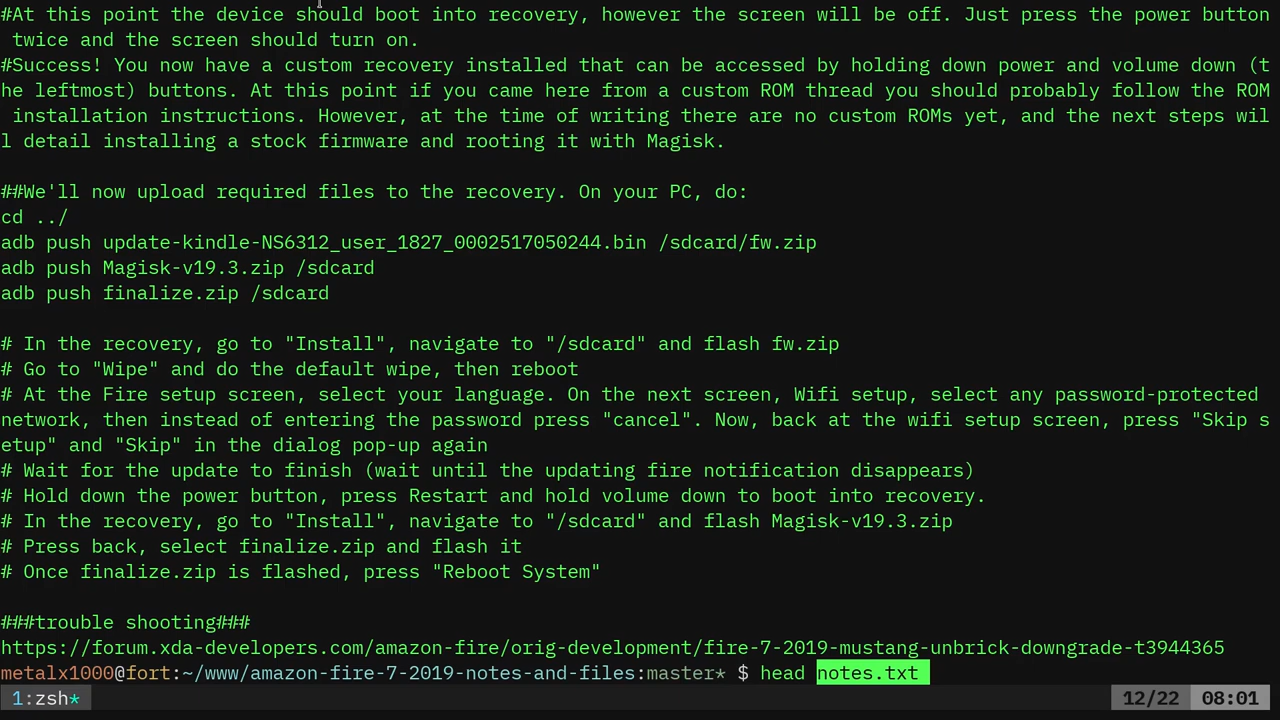 #At this point the device should boot into recovery, however the screen will be off. Just press the power button
 twice and the screen should turn on.
#Success! You now have a custom recovery installed that can be accessed by holding down power and volume down (t
he leftmost) buttons. At this point if you came here from a custom ROM thread you should probably follow the ROM
 installation instructions. However, at the time of writing there are no custom ROMs yet, and the next steps wil
l detail installing a stock firmware and rooting it with Magisk.

##We'll now upload required files to the recovery. On your PC, do:
cd ../
adb push update-kindle-NS6312_user_1827_0002517050244.bin /sdcard/fw.zip
adb push Magisk-v19.3.zip /sdcard
adb push finalize.zip /sdcard

# In the recovery, go to "Install", navigate to "/sdcard" and flash fw.zip
# Go to "Wipe" and do the default wipe, then reboot
# At the Fire setup screen, select your language. On the next screen, Wifi setup, select any password-protected
network, then instead of entering the password press "cancel". Now, back at the wifi setup screen, press "Skip s
etup" and "Skip" in the dialog pop-up again
# Wait for the update to finish (wait until the updating fire notification disappears)
# Hold down the power button, press Restart and hold volume down to boot into recovery.
# In the recovery, go to "Install", navigate to "/sdcard" and flash Magisk-v19.3.zip
# Press back, select finalize.zip and flash it
# Once finalize.zip is flashed, press "Reboot System"

###trouble shooting###
https://forum.xda-developers.com/amazon-fire/orig-development/fire-7-2019-mustang-unbrick-downgrade-t3944365
metalx1000@fort:~/www/amazon-fire-7-2019-notes-and-files:master* $ head notes.txt
1:zsh* 12/22 08:01